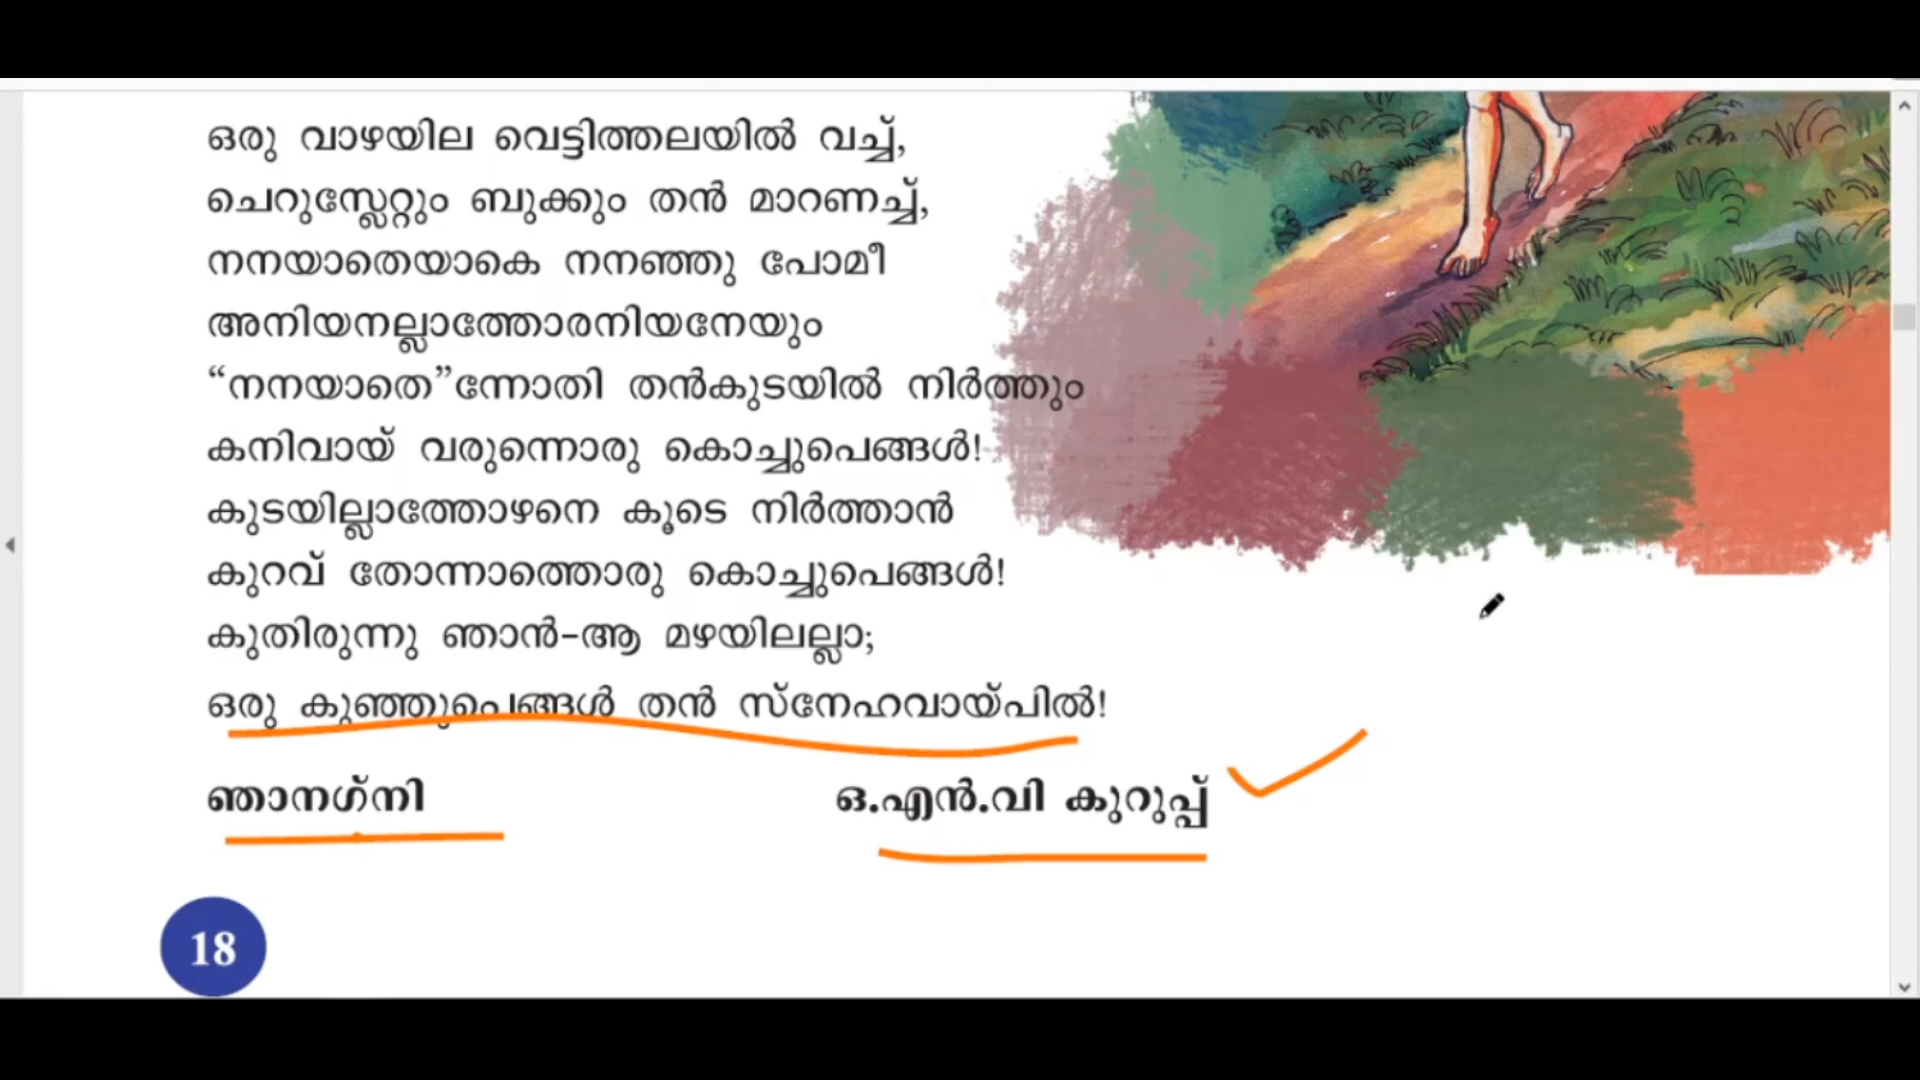 ഒരു വാഴയില വെട്ടിത്തലയിൽ വച്ച്,
ചെറുസ്ലേറ്റും ബുക്കും തൻ മാറണച്ച്,
നനയാതെയാകെ നനഞ്ഞു പോമീ
അനിയനല്ലാത്തോരനിയനേയും
“നനയാതെ”ന്നോതി തൻകുടയിൽ നിർത്തും
കനിവായ് വരുന്നൊരു കൊച്ചുപെങ്ങൾ!
കുടയില്ലാത്തോഴനെ കൂടെ നിർത്താൻ
കുറവ് തോന്നാത്തൊരു കൊച്ചുപെങ്ങൾ!
കുതിരുന്നു ഞാൻ-ആ മഴയിലല്ലാ;
ഒരു കുഞ്ഞുപെങ്ങൾ തൻ സ്നേഹവായ്പിൽ!
ഞാനഗ്നി ഒ.എൻ.വി കുറുപ്പ്
18